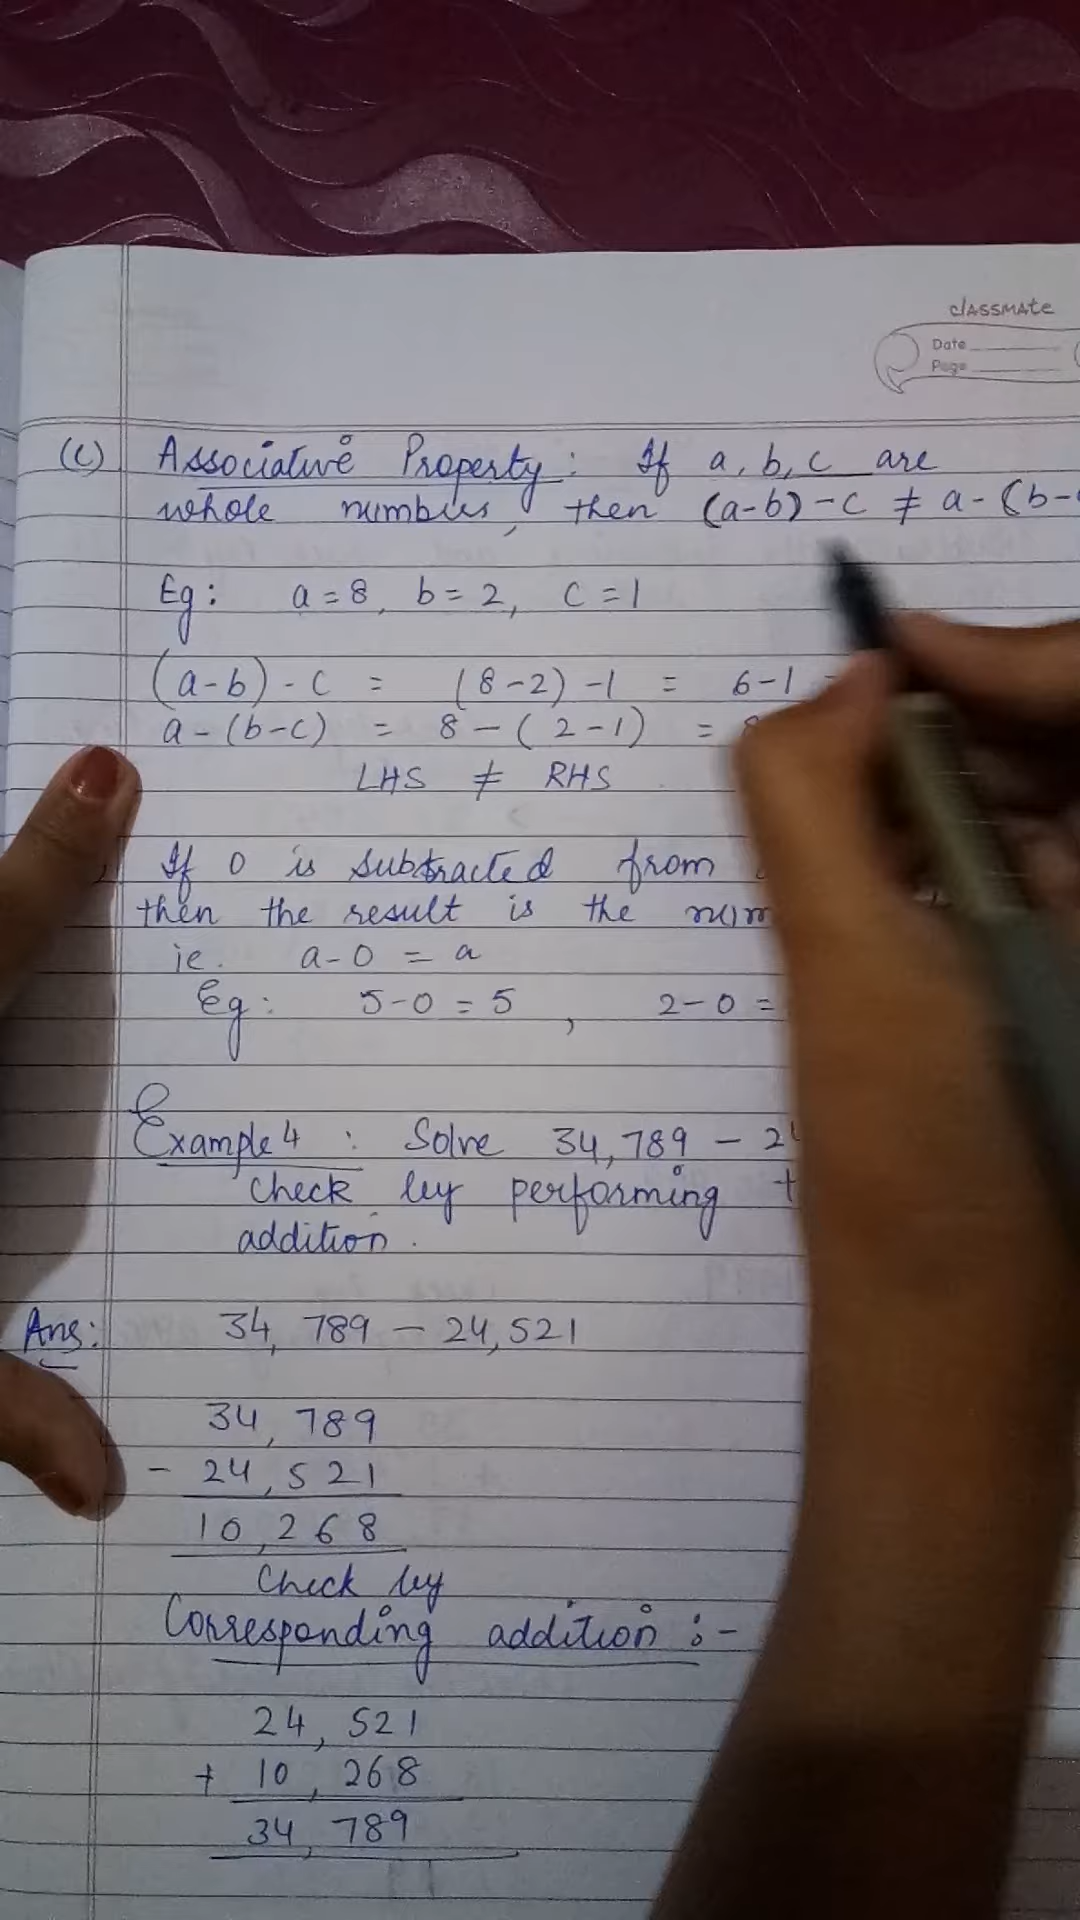 classmate
Date
Page
(C) Associative Property: If a, b, c are
whole numbers, then (a-b)-c ≠ a-(b-
Eg: a=8, b=2, c=1
(a-b)-c = (8-2)-1 = 6-1
a-(b-c) = 8-(2-1) =
LHS ≠ RHS
If 0 is subtracted from
then the result is the
ie. a-0 = a
Eg: 5-0=5, 2-0=
Example 4: Solve 34,789 -
check by performing
addition.
Ans: 34,789 - 24,521
34,789
- 24,521
10,268
Check by
Corresponding addition :-
24,521
+ 10,268
34,789